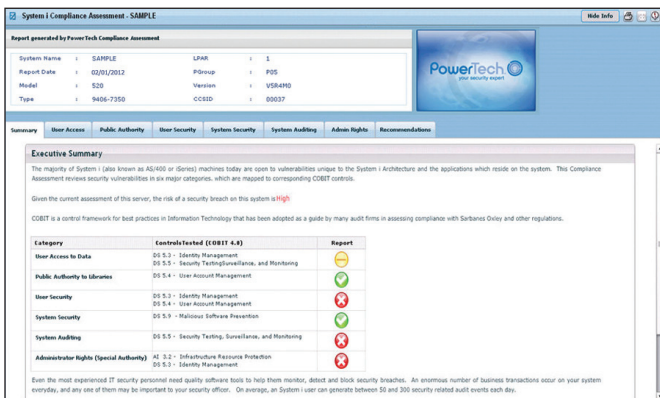 System i Compliance Assessment - SAMPLE
Hide Info
Report generated by PowerTech Compliance Assessment
System Name : SAMPLE LPAR : 1
Report Date : 02/01/2012 PGroup : P05
Model : 520 Version : V5R4M0
Type : 9406-7350 CCSID : 00037
PowerTech
your security expert
Summary User Access Public Authority User Security System Security System Auditing Admin Rights Recommendations
Executive Summary
The majority of System i (also known as AS/400 or iSeries) machines today are open to vulnerabilities unique to the System i Architecture and the applications which reside on the system. This Compliance
Assessment reviews security vulnerabilities in six major categories, which are mapped to corresponding COBIT controls.
Given the current assessment of this server, the risk of a security breach on this system is High
COBIT is a control framework for best practices in Information Technology that has been adopted as a guide by many audit firms in assessing compliance with Sarbanes Oxley and other regulations.
Category ControlsTested (COBIT 4.0) Report
User Access to Data DS 5.3 - Identity Management
DS 5.5 - Security TestingSurveillance, and Monitoring
Public Authority to Libraries DS 5.4 - User Account Management
User Security DS 5.3 - Identity Management
DS 5.4 - User Account Management
System Security DS 5.9 - Malicious Software Prevention
System Auditing DS 5.5 - Security Testing, Surveillance, and Monitoring
Administrator Rights (Special Authority) AI 3.2 - Infrastructure Resource Protection
DS 5.3 - Identity Management
Even the most experienced IT security personnel need quality software tools to help them monitor, detect and block security breaches. An enormous number of business transactions occur on your system
everyday, and any one of them may be important to your security officer. On average, an System i user can generate between 50 and 300 security related audit events each day.